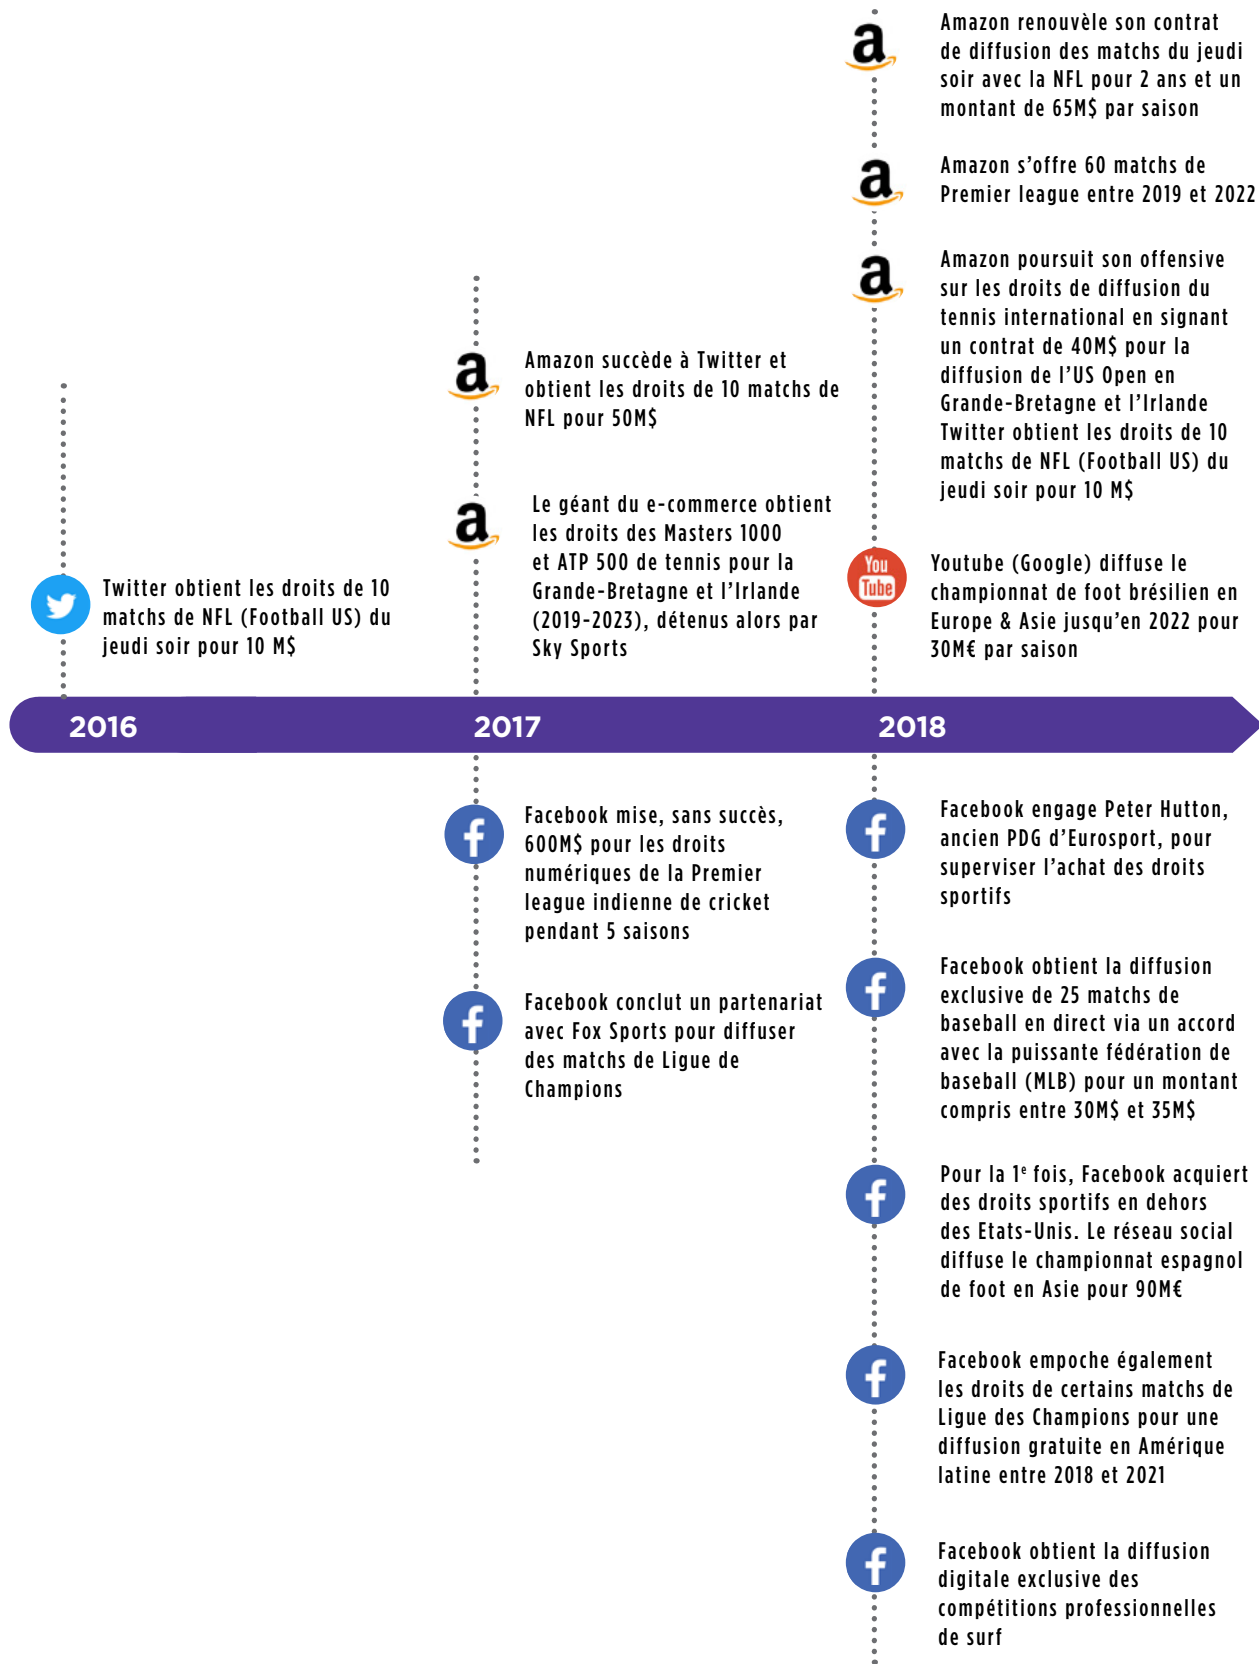 Amazon renouvèle son contrat
de diffusion des matchs du jeudi
soir avec la NFL pour 2 ans et un
montant de 65M$ par saison
Amazon s’offre 60 matchs de
Premier league entre 2019 et 2022
Amazon poursuit son offensive
sur les droits de diffusion du
tennis international en signant
un contrat de 40M$ pour la
diffusion de l’US Open en
Grande-Bretagne et l’Irlande
Twitter obtient les droits de 10
matchs de NFL (Football US) du
jeudi soir pour 10 M$
You
Tube
Youtube (Google) diffuse le
championnat de foot brésilien en
Europe & Asie jusqu’en 2022 pour
30M€ par saison
Amazon succède à Twitter et
obtient les droits de 10 matchs de
NFL pour 50M$
Le géant du e-commerce obtient
les droits des Masters 1000
et ATP 500 de tennis pour la
Grande-Bretagne et l’Irlande
(2019-2023), détenus alors par
Sky Sports
Twitter obtient les droits de 10
matchs de NFL (Football US) du
jeudi soir pour 10 M$
2016
2017
2018
Facebook mise, sans succès,
600M$ pour les droits
numériques de la Premier
league indienne de cricket
pendant 5 saisons
Facebook conclut un partenariat
avec Fox Sports pour diffuser
des matchs de Ligue de
Champions
Facebook engage Peter Hutton,
ancien PDG d’Eurosport, pour
superviser l’achat des droits
sportifs
Facebook obtient la diffusion
exclusive de 25 matchs de
baseball en direct via un accord
avec la puissante fédération de
baseball (MLB) pour un montant
compris entre 30M$ et 35M$
Pour la 1e fois, Facebook acquiert
des droits sportifs en dehors
des Etats-Unis. Le réseau social
diffuse le championnat espagnol
de foot en Asie pour 90M€
Facebook empoche également
les droits de certains matchs de
Ligue des Champions pour une
diffusion gratuite en Amérique
latine entre 2018 et 2021
Facebook obtient la diffusion
digitale exclusive des
compétitions professionnelles
de surf